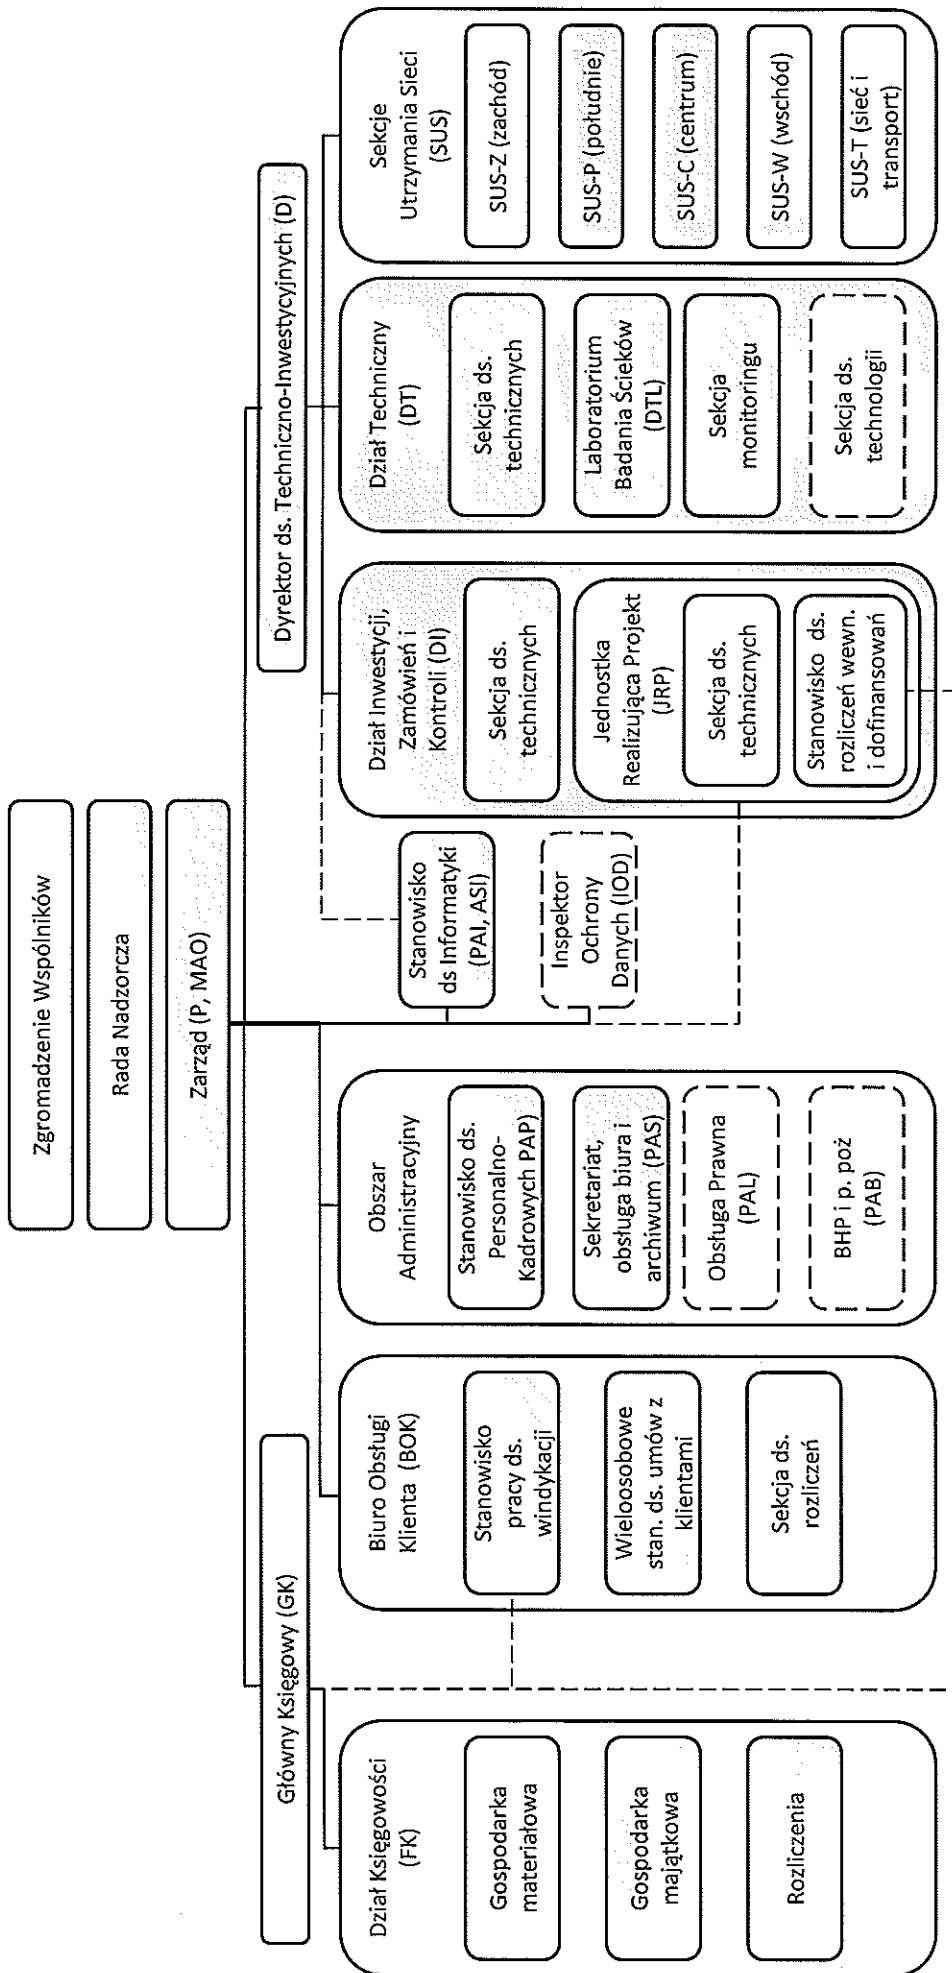 Zgromadzenie Wspólników
Rada Nadzorcza
Zarząd (P, MAO)
Główny Księgowy (GK)
Dyrektor ds. Techniczno-Inwestycyjnych (D)
Dział Księgowości
(FK)
Gospodarka
materiałowa
Gospodarka
majątkowa
Rozliczenia
Biuro Obsługi
Klienta (BOK)
Stanowisko
pracy ds.
windykacji
Wieloosobowe
stan. ds. umów z
klientami
Sekcja ds.
rozliczeń
Obszar
Administracyjny
Stanowisko ds.
Personalno-
Kadrowych PAP)
Sekretariat,
obsługa biura i
archiwum (PAS)
Obsługa Prawna
(PAL)
BHP i p. poż
(PAB)
Stanowisko
ds Informatyki
(PAI, ASI)
Inspektor
Ochrony
Danych (IOD)
Dział Inwestycji,
Zamówień i
Kontroli (DI)
Sekcja ds.
technicznych
Jednostka
Realizująca Projekt
(JRP)
Sekcja ds.
technicznych
Stanowisko ds.
rozliczeń wewn.
i dofinansowań
Dział Techniczny
(DT)
Sekcja ds.
technicznych
Laboratorium
Badania Ścieków
(DTL)
Sekcja
monitoringu
Sekcja ds.
technologii
Sekcje
Utrzymania Sieci
(SUS)
SUS-Z (zachód)
SUS-P (południe)
SUS-C (centrum)
SUS-W (wschód)
SUS-T (sieć i
transport)